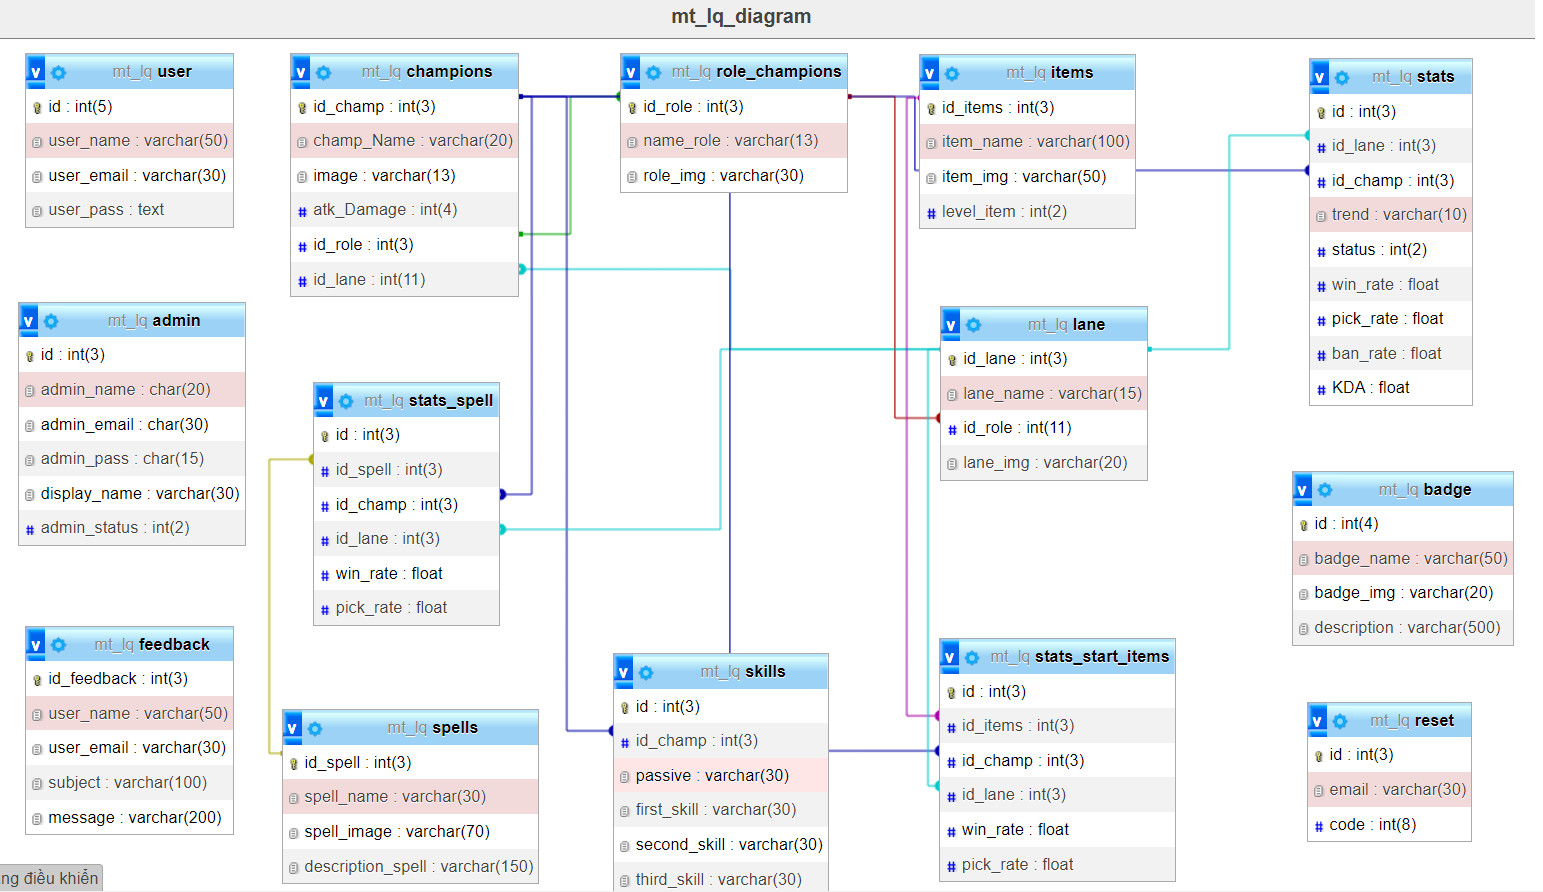 mt_lq_diagram
v mt_lq user
id : int(5)
user_name : varchar(50)
user_email : varchar(30)
user_pass : text
v mt_lq champions
id_champ : int(3)
champ_Name : varchar(20)
image : varchar(13)
# atk_Damage : int(4)
# id_role : int(3)
# id_lane : int(11)
v mt_lq role_champions
id_role : int(3)
name_role : varchar(13)
role_img : varchar(30)
v mt_lq items
id_items : int(3)
item_name : varchar(100)
item_img : varchar(50)
# level_item : int(2)
v mt_lq stats
id : int(3)
# id_lane : int(3)
# id_champ : int(3)
trend : varchar(10)
# status : int(2)
# win_rate : float
# pick_rate : float
# ban_rate : float
# KDA : float
v mt_lq admin
id : int(3)
admin_name : char(20)
admin_email : char(30)
admin_pass : char(15)
display_name : varchar(30)
# admin_status : int(2)
v mt_lq stats_spell
id : int(3)
# id_spell : int(3)
# id_champ : int(3)
# id_lane : int(3)
# win_rate : float
# pick_rate : float
v mt_lq lane
id_lane : int(3)
lane_name : varchar(15)
# id_role : int(11)
lane_img : varchar(20)
v mt_lq badge
id : int(4)
badge_name : varchar(50)
badge_img : varchar(20)
description : varchar(500)
v mt_lq feedback
id_feedback : int(3)
user_name : varchar(50)
user_email : varchar(30)
subject : varchar(100)
message : varchar(200)
v mt_lq spells
id_spell : int(3)
spell_name : varchar(30)
spell_image : varchar(70)
description_spell : varchar(150)
v mt_lq skills
id : int(3)
# id_champ : int(3)
passive : varchar(30)
first_skill : varchar(30)
second_skill : varchar(30)
third_skill : varchar(30)
v mt_lq stats_start_items
id : int(3)
# id_items : int(3)
# id_champ : int(3)
# id_lane : int(3)
# win_rate : float
# pick_rate : float
v mt_lq reset
id : int(3)
email : varchar(30)
# code : int(8)
ng điều khiển